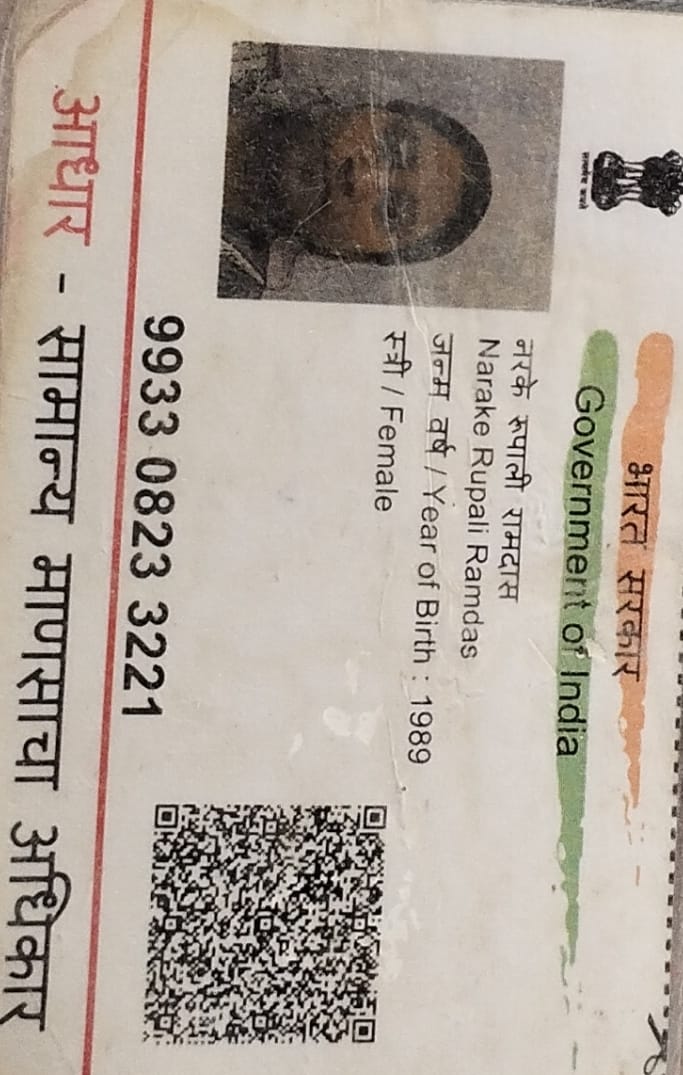 भारत सरकार
Government of India
नरके रूपाली रामदास
Narake Rupali Ramdas
जन्म वर्ष / Year of Birth : 1989
स्त्री / Female
9933 0823 3221
आधार - सामान्य माणसाचा अधिकार